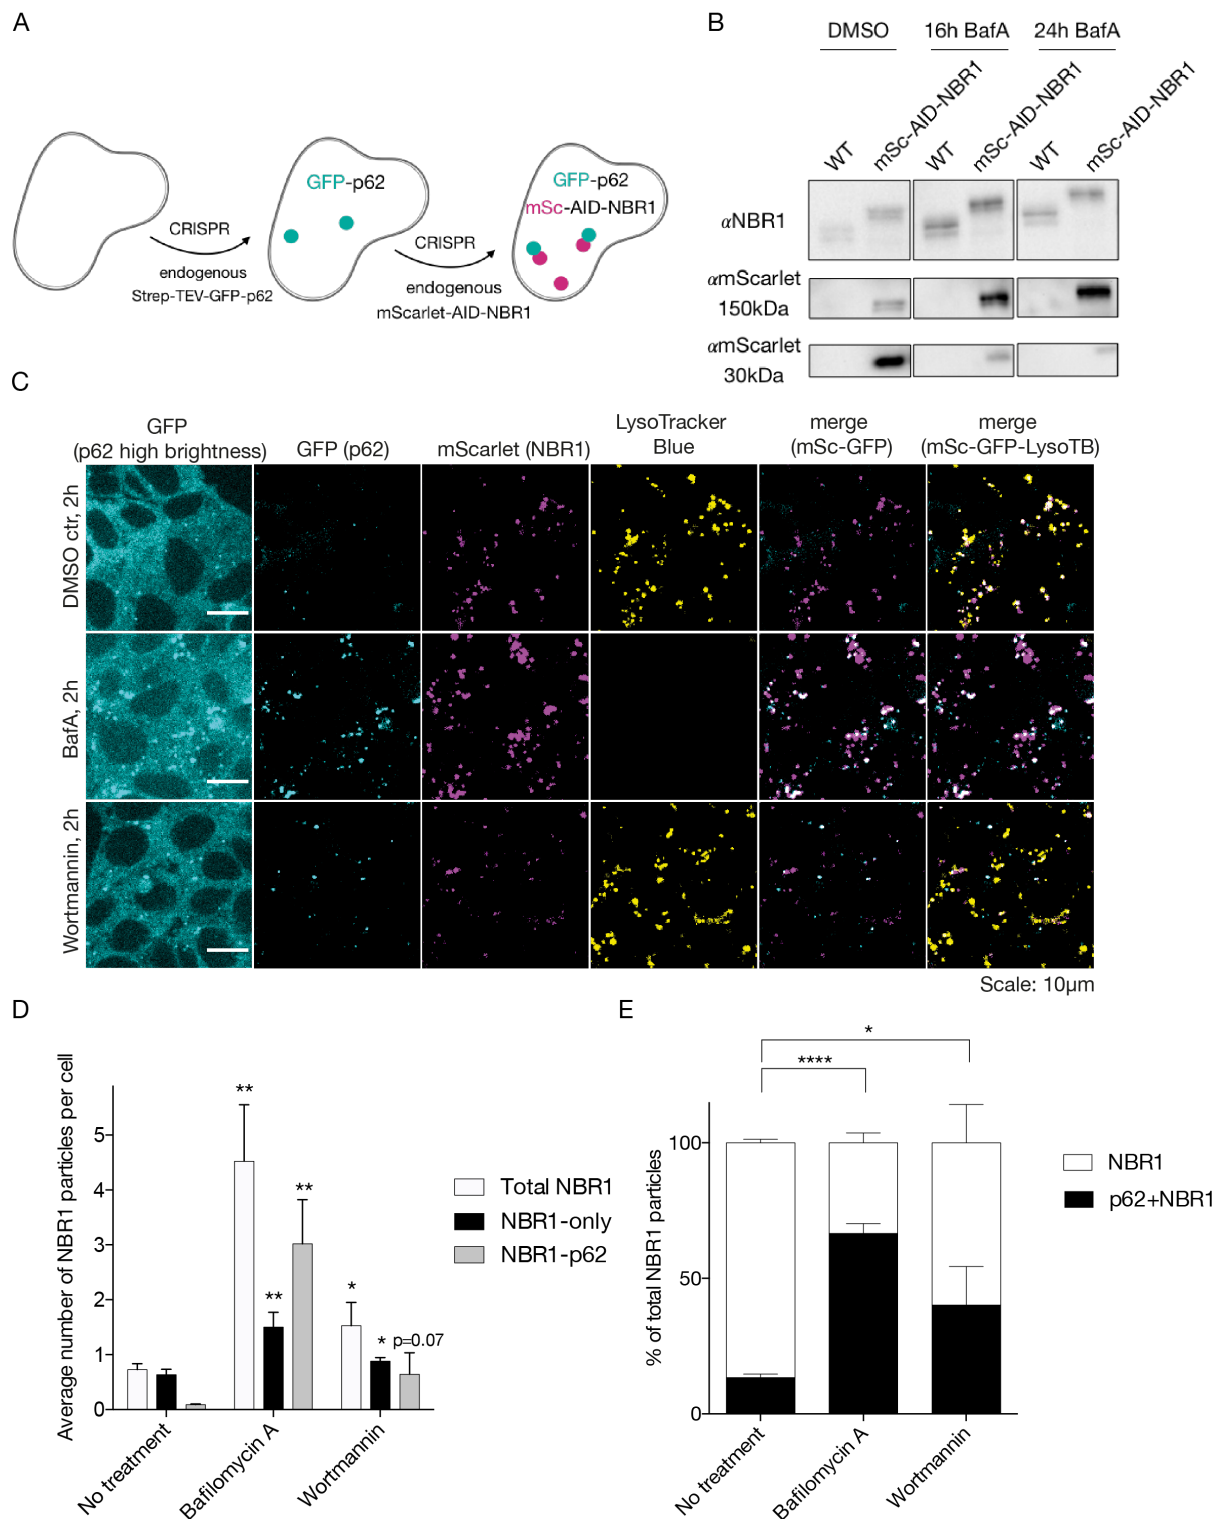 A
GFP-p62
GFP-p62
mSc-AID-NBR1
CRISPR
endogenous
Strep-TEV-GFP-p62
CRISPR
endogenous
mScarlet-AID-NBR1
B
DMSO
16h BafA
24h BafA
WT
mSc-AID-NBR1
WT
mSc-AID-NBR1
WT
mSc-AID-NBR1
αNBR1
αmScarlet
150kDa
αmScarlet
30kDa
C
GFP
(p62 high brightness)
GFP (p62)
mScarlet (NBR1)
LysoTracker
Blue
merge
(mSc-GFP)
merge
(mSc-GFP-LysoTB)
DMSO ctr, 2h
BafA, 2h
Wortmannin, 2h
Scale: 10µm
D
Average number of NBR1 particles per cell
5
4
3
2
1
0
**
**
**
*
*
p=0.07
Total NBR1
NBR1-only
NBR1-p62
No treatment
Bafilomycin A
Wortmannin
E
*
****
% of total NBR1 particles
100
50
0
NBR1
p62+NBR1
No treatment
Bafilomycin A
Wortmannin